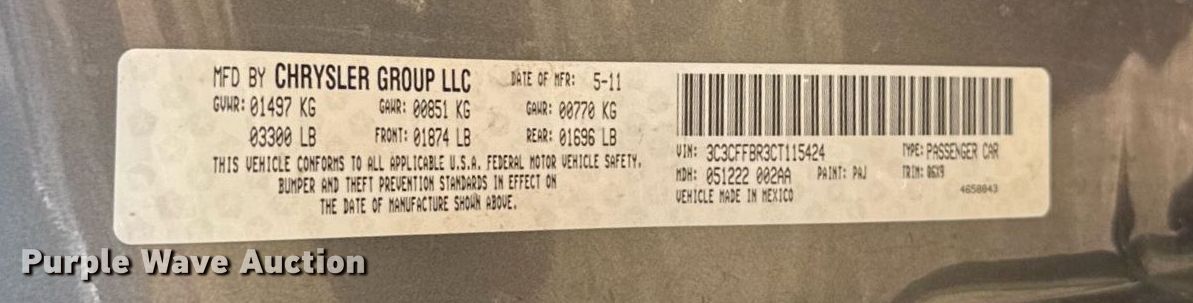 MFD BY CHRYSLER GROUP LLC DATE OF MFR: 5-11
GVWR: 01497 KG GAWR: 00851 KG GAWR: 00770 KG
03300 LB FRONT: 01874 LB REAR: 01696 LB
THIS VEHICLE CONFORMS TO ALL APPLICABLE U.S.A. FEDERAL MOTOR VEHICLE SAFETY,
BUMPER AND THEFT PREVENTION STANDARDS IN EFFECT ON
THE DATE OF MANUFACTURE SHOWN ABOVE.
VIN: 3C3CFFBR3CT115424 TYPE: PASSENGER CAR
MDH: 051222 002AA PAINT: PAJ TRIM: 06X9
VEHICLE MADE IN MEXICO 4650843
Purple Wave Auction